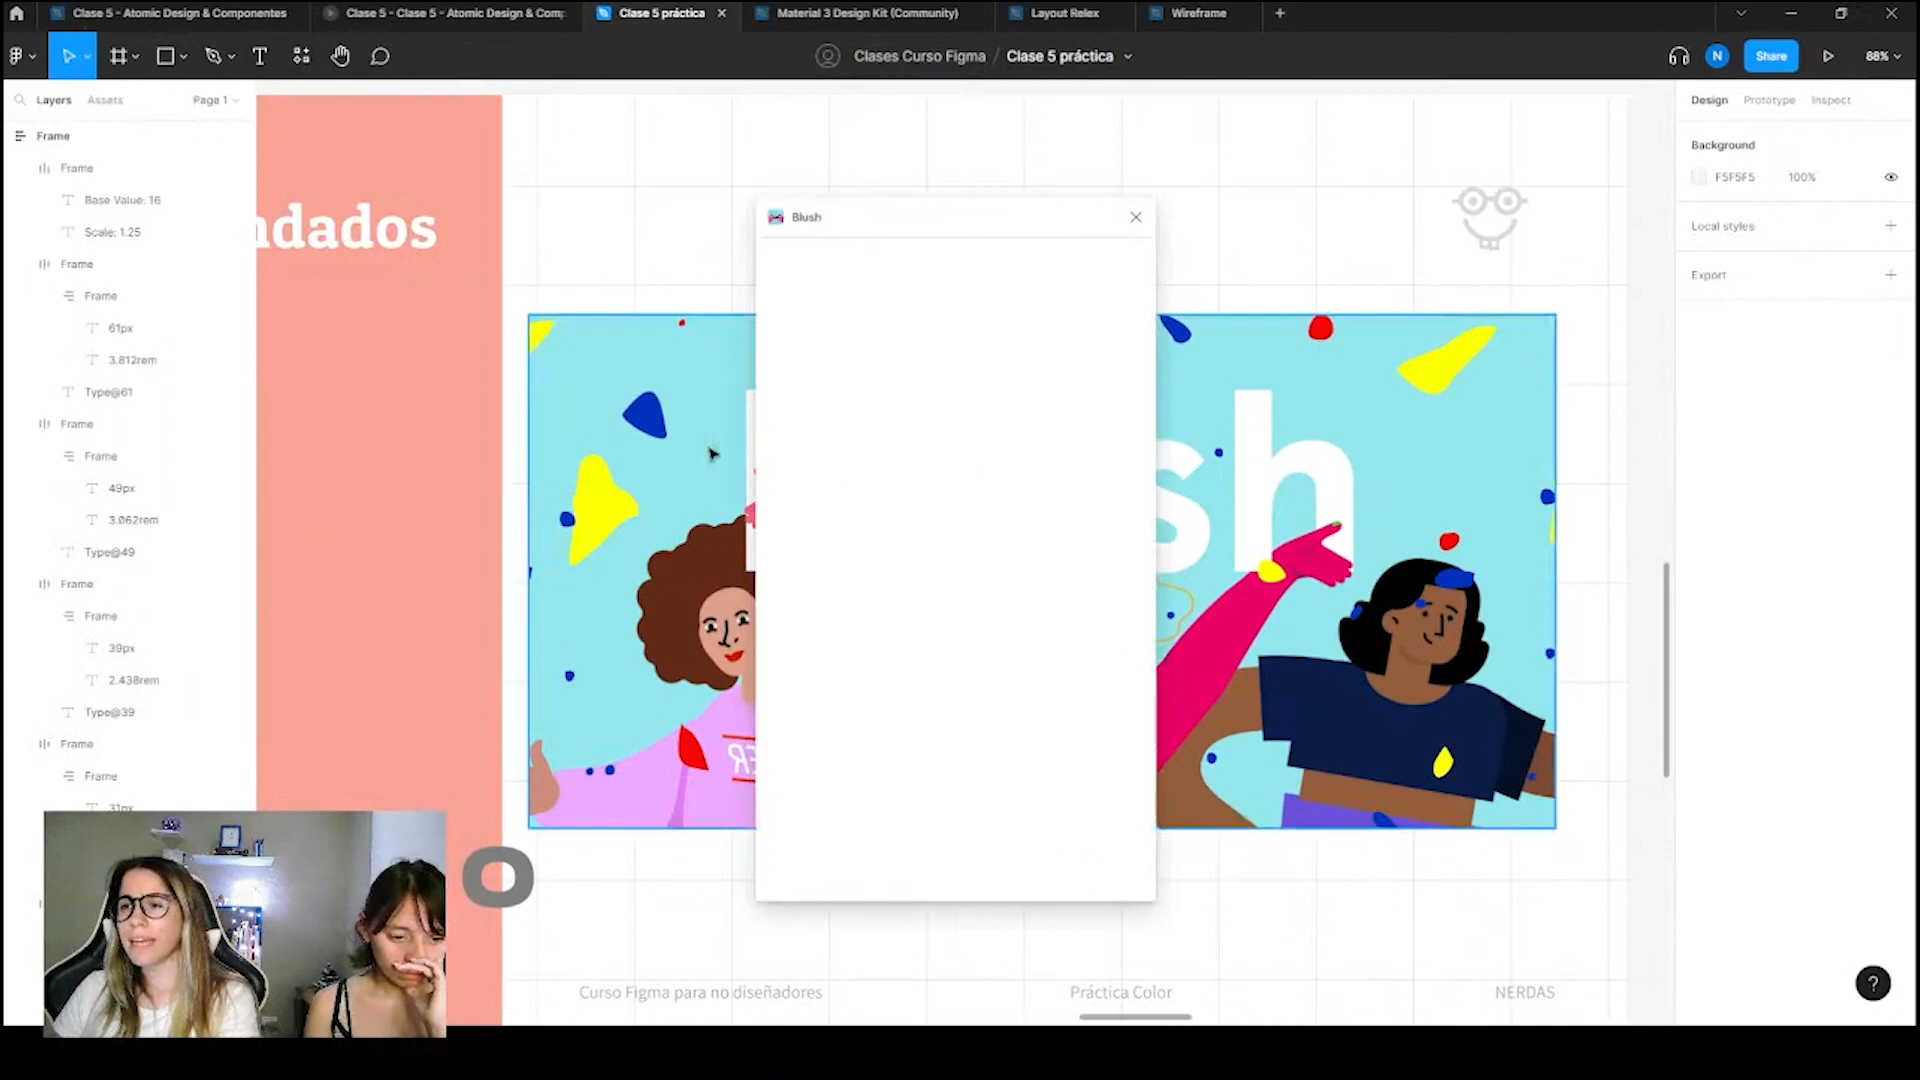 Clase 5 - Atomic Design & Componentes
Clase 5 - Clase 5 - Atomic Design & Comp
Clase 5 práctica
Material 3 Design Kit (Community)
Layout Relex
Wireframe
Clases Curso Figma / Clase 5 práctica
N
Share
88%
Layers
Assets
Page 1
Design
Prototype
Inspect
Frame
Background
Frame
F5F5F5
100%
Base Value: 16
Scale: 1.25
Local styles
Frame
Export
Frame
61px
3.812rem
Type@61
Frame
Frame
49px
3.062rem
Type@49
Frame
Frame
39px
2.438rem
Type@39
Frame
Frame
31px
ndados
Blush
sh
ER
o
Curso Figma para no diseñadores
Práctica Color
NERDAS
?